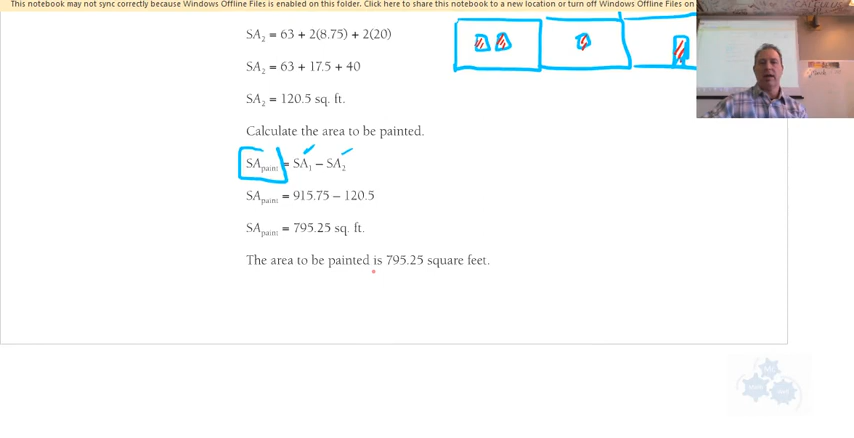 This notebook may not sync correctly because Windows Offline Files is enabled on this folder. Click here to share this notebook to a new location or turn off Windows Offline Files on
SA₂ = 63 + 2(8.75) + 2(20)
SA₂ = 63 + 17.5 + 40
SA₂ = 120.5 sq. ft.
Calculate the area to be painted.
SA_paint = SA₁ − SA₂
SA_paint = 915.75 − 120.5
SA_paint = 795.25 sq. ft.
The area to be painted is 795.25 square feet.